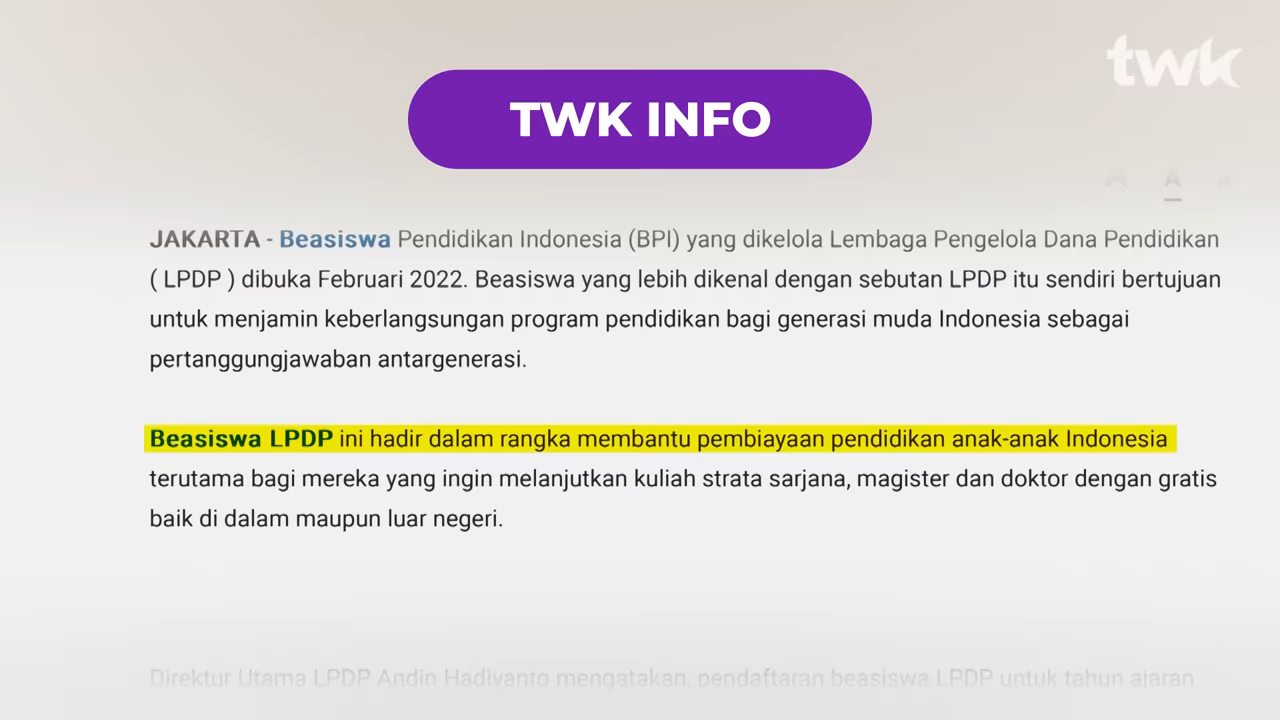 twk
TWK INFO
A A A
JAKARTA - Beasiswa Pendidikan Indonesia (BPI) yang dikelola Lembaga Pengelola Dana Pendidikan
( LPDP ) dibuka Februari 2022. Beasiswa yang lebih dikenal dengan sebutan LPDP itu sendiri bertujuan
untuk menjamin keberlangsungan program pendidikan bagi generasi muda Indonesia sebagai
pertanggungjawaban antargenerasi.
Beasiswa LPDP ini hadir dalam rangka membantu pembiayaan pendidikan anak-anak Indonesia
terutama bagi mereka yang ingin melanjutkan kuliah strata sarjana, magister dan doktor dengan gratis
baik di dalam maupun luar negeri.
Direktur Utama LPDP Andin Hadiyanto mengatakan, pendaftaran beasiswa LPDP untuk tahun ajaran